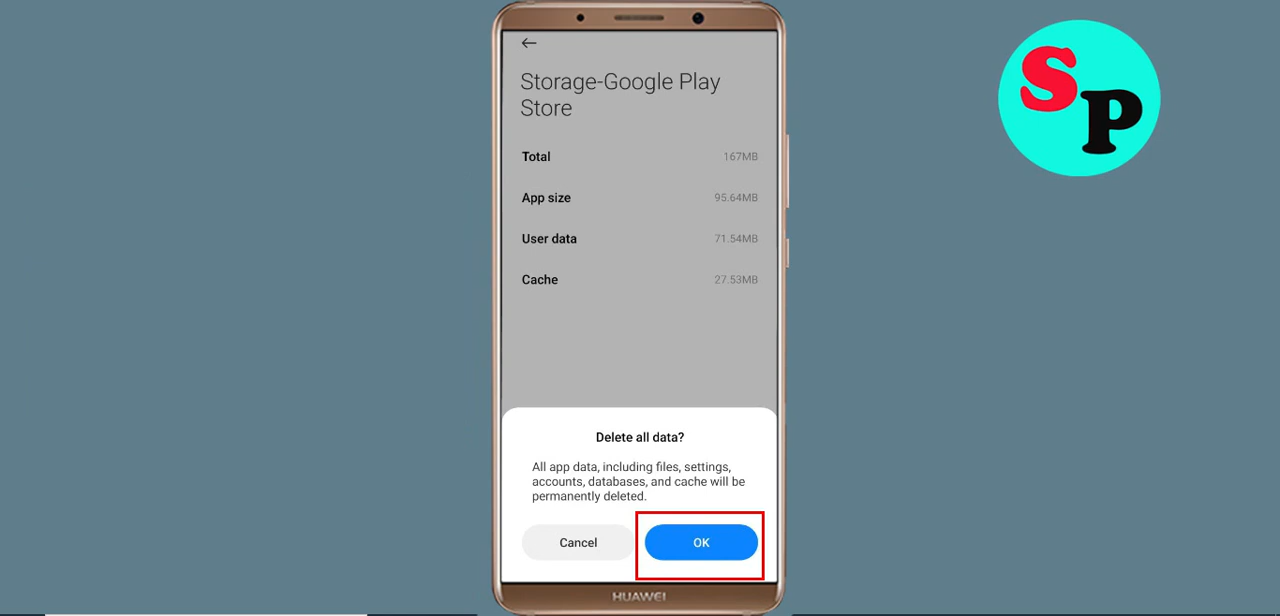 SP
Storage-Google Play
Store
Total 167MB
App size 95.64MB
User data 71.54MB
Cache 27.53MB
Delete all data?
All app data, including files, settings,
accounts, databases, and cache will be
permanently deleted.
Cancel OK
HUAWEI